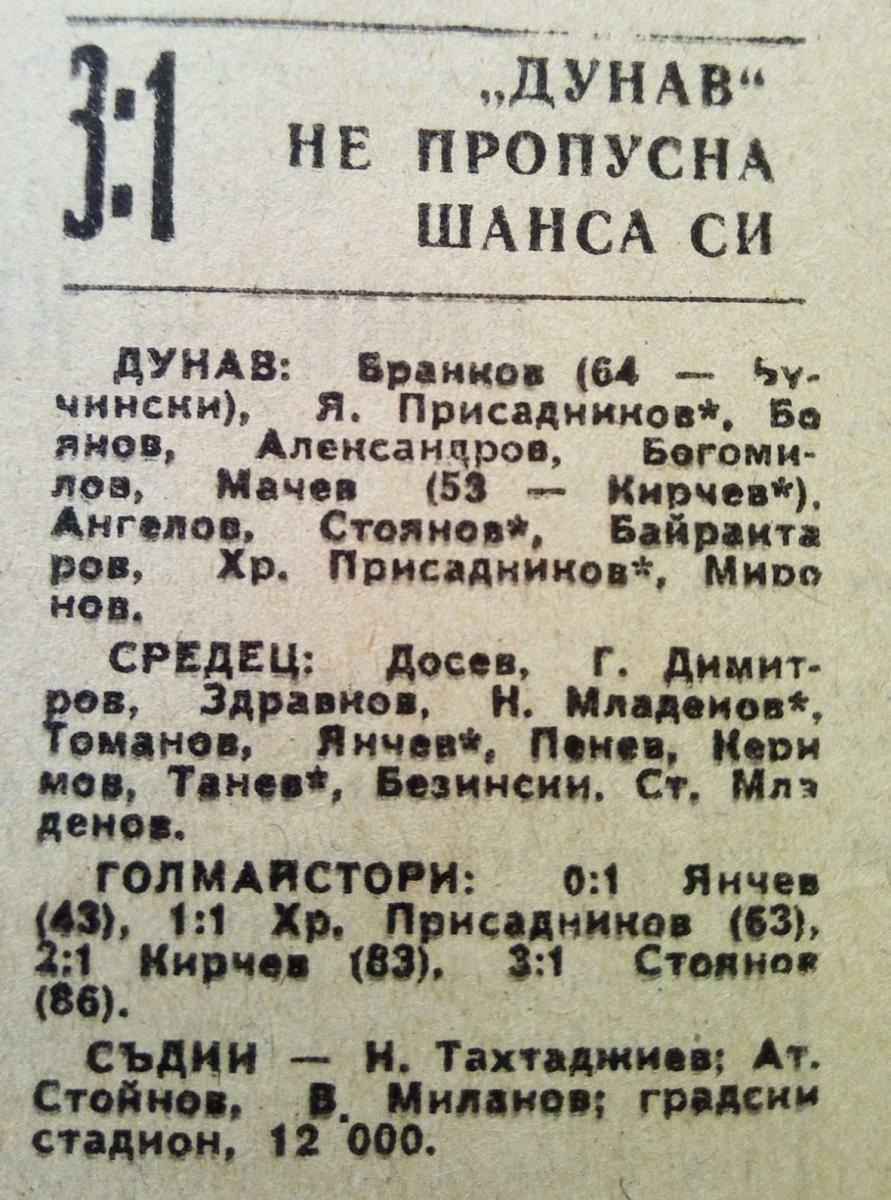 3:1
„ДУНАВ“
НЕ ПРОПУСНА
ШАНСА СИ
ДУНАВ: Бранков (64 — Бу-
чински), Я. Присадников*, Бо
янов, Александров, Богоми-
лов, Мачев (53 — Кирчев*),
Ангелов, Стоянов*, Байракта
ров, Хр. Присадников*, Миро
нов.
СРЕДЕЦ: Досев, Г. Димит-
ров, Здравков, Н. Младенов*,
Томанов, Янчев*, Пенев, Кери
мов, Танев*, Безински. Ст. Мла
денов.
ГОЛМАЙСТОРИ: 0:1 Янчев
(43), 1:1 Хр. Присадников (63),
2:1 Кирчев (83), 3:1 Стоянов
(86).
СЪДИИ — Н. Тахтаджиев; Ат.
Стойнов, В. Миланов; градски
стадион, 12 000.